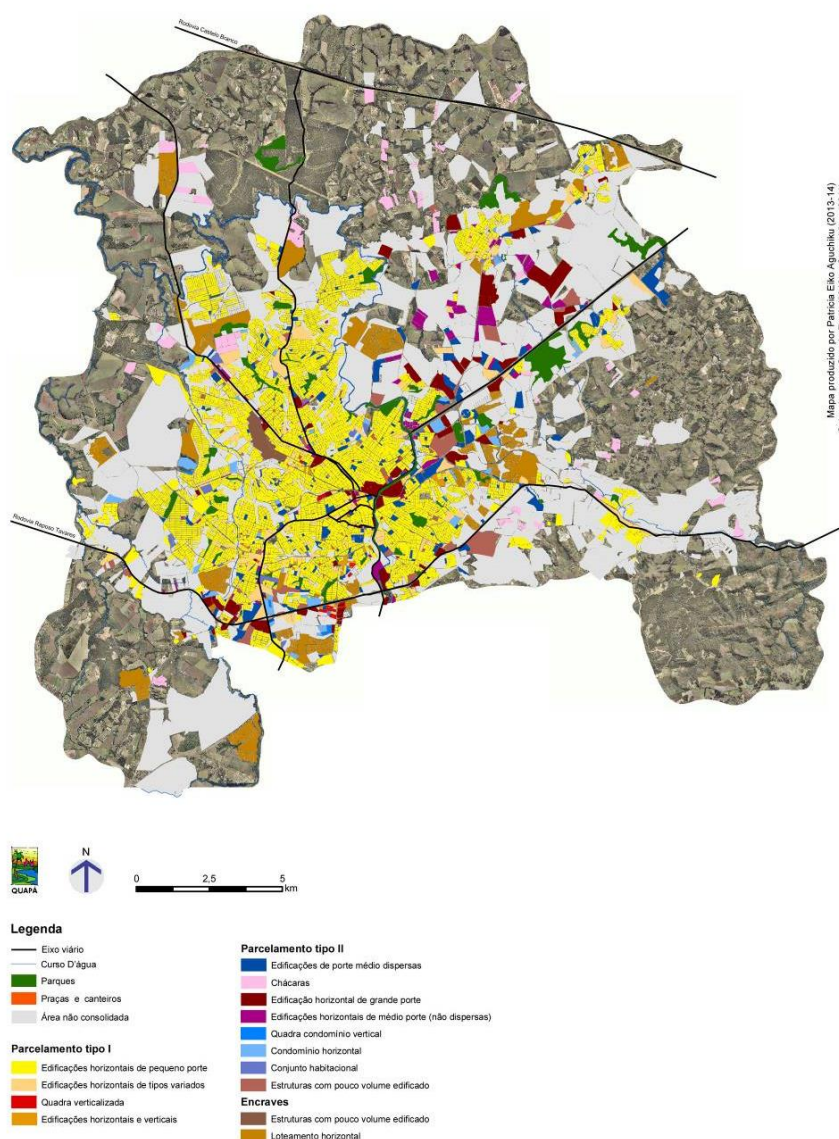 Rodovia Castelo Branco
Mapa produzido por Patricia Eiko Aguchiku (2013-14)
Rodovia Raposo Tavares
QUAPÁ
N
0 2,5 5
km
Legenda
Eixo viário
Curso D'água
Parques
Praças e canteiros
Área não consolidada
Parcelamento tipo I
Edificações horizontais de pequeno porte
Edificações horizontais de tipos variados
Quadra verticalizada
Edificações horizontais e verticais
Parcelamento tipo II
Edificações de porte médio dispersas
Chácaras
Edificação horizontal de grande porte
Edificações horizontais de médio porte (não dispersas)
Quadra condomínio vertical
Condomínio horizontal
Conjunto habitacional
Estruturas com pouco volume edificado
Encraves
Estruturas com pouco volume edificado
Loteamento horizontal